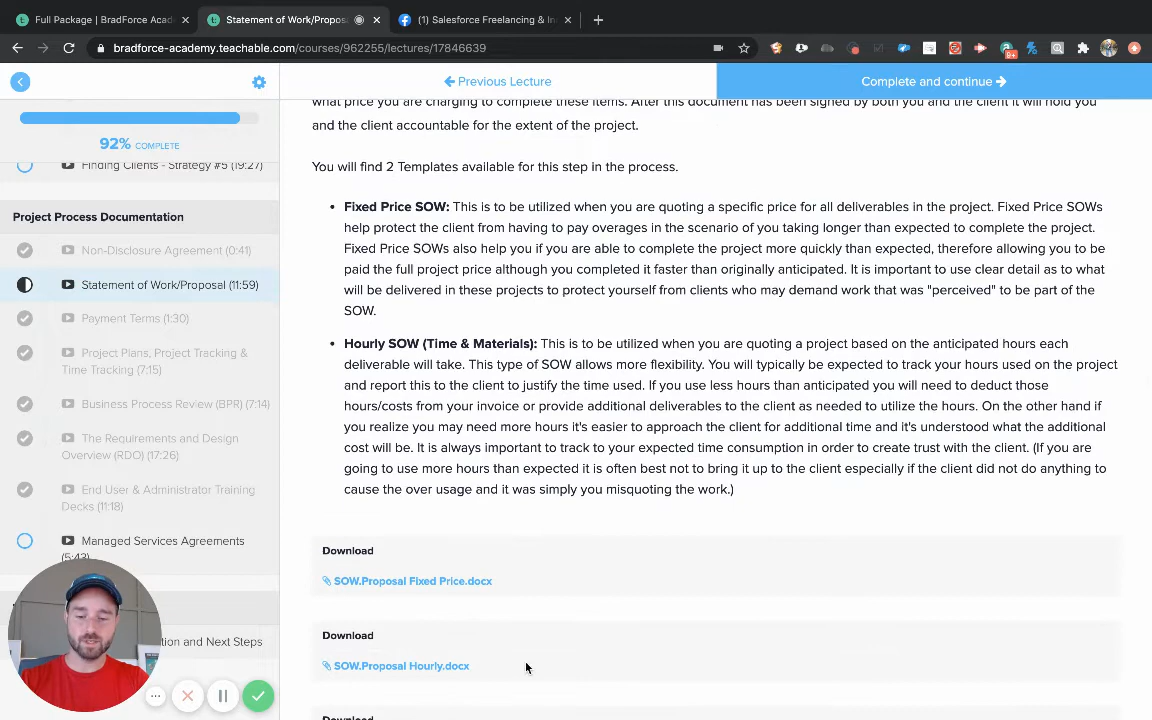 Full Package | BradForce Acad
Statement of Work/Proposa
(1) Salesforce Freelancing & In
bradforce-academy.teachable.com/courses/962255/lectures/17846639
Previous Lecture
Complete and continue
92% COMPLETE
Finding Clients - Strategy #5 (19:27)
Project Process Documentation
Non-Disclosure Agreement (0:41)
Statement of Work/Proposal (11:59)
Payment Terms (1:30)
Project Plans, Project Tracking &
Time Tracking (7:15)
Business Process Review (BPR) (7:14)
The Requirements and Design
Overview (RDO) (17:26)
End User & Administrator Training
Decks (11:18)
Managed Services Agreements
(5:43)
tion and Next Steps
what price you are charging to complete these items. After this document has been signed by both you and the client it will hold you
and the client accountable for the extent of the project.
You will find 2 Templates available for this step in the process.
Fixed Price SOW: This is to be utilized when you are quoting a specific price for all deliverables in the project. Fixed Price SOWs
help protect the client from having to pay overages in the scenario of you taking longer than expected to complete the project.
Fixed Price SOWs also help you if you are able to complete the project more quickly than expected, therefore allowing you to be
paid the full project price although you completed it faster than originally anticipated. It is important to use clear detail as to what
will be delivered in these projects to protect yourself from clients who may demand work that was "perceived" to be part of the
SOW.
Hourly SOW (Time & Materials): This is to be utilized when you are quoting a project based on the anticipated hours each
deliverable will take. This type of SOW allows more flexibility. You will typically be expected to track your hours used on the project
and report this to the client to justify the time used. If you use less hours than anticipated you will need to deduct those
hours/costs from your invoice or provide additional deliverables to the client as needed to utilize the hours. On the other hand if
you realize you may need more hours it's easier to approach the client for additional time and it's understood what the additional
cost will be. It is always important to track to your expected time consumption in order to create trust with the client. (If you are
going to use more hours than expected it is often best not to bring it up to the client especially if the client did not do anything to
cause the over usage and it was simply you misquoting the work.)
Download
SOW.Proposal Fixed Price.docx
Download
SOW.Proposal Hourly.docx
Download